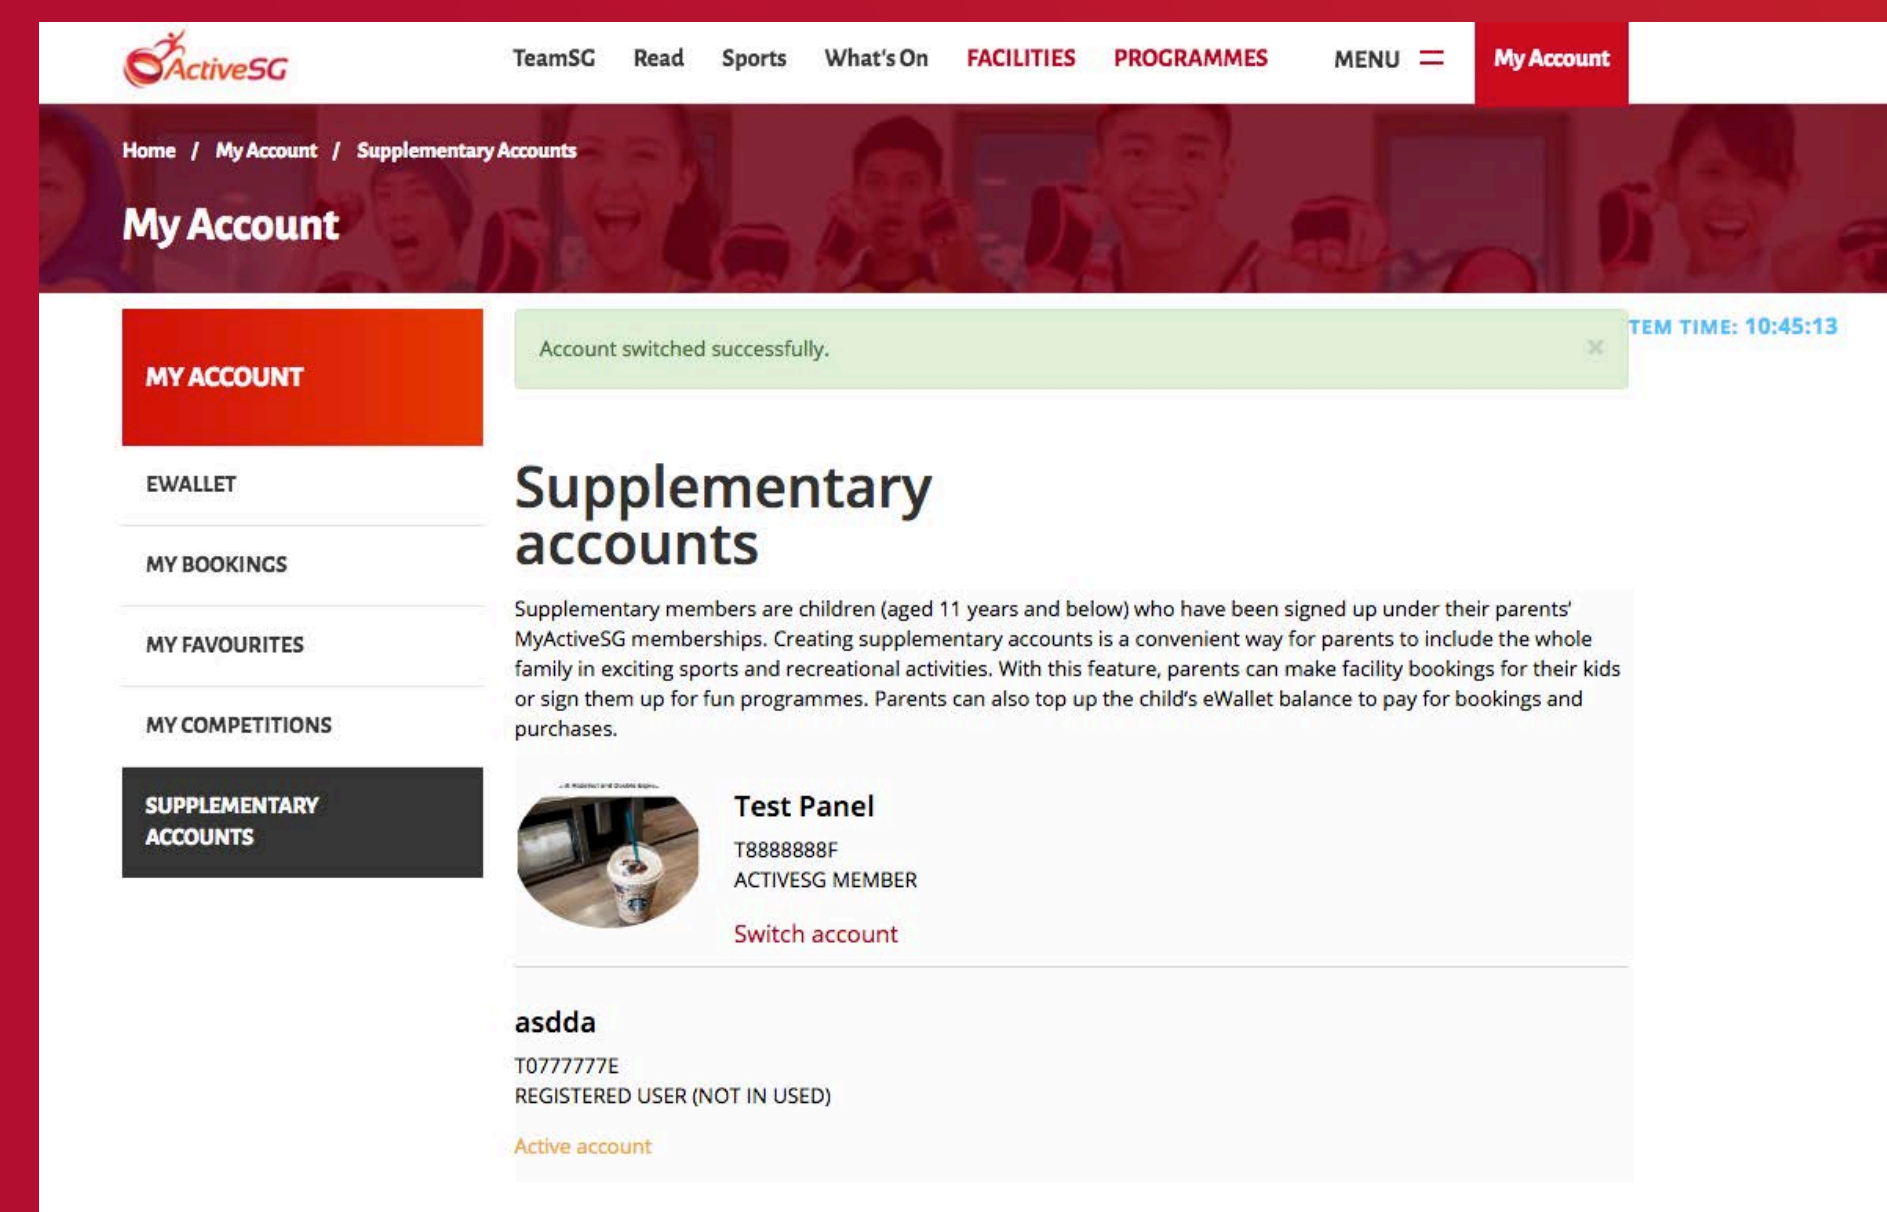 ActiveSG
TeamSG Read Sports What's On FACILITIES PROGRAMMES MENU My Account
Home / My Account / Supplementary Accounts
My Account
TEM TIME: 10:45:13
Account switched successfully. ×
MY ACCOUNT
EWALLET
MY BOOKINGS
MY FAVOURITES
MY COMPETITIONS
SUPPLEMENTARY
ACCOUNTS
Supplementary
accounts
Supplementary members are children (aged 11 years and below) who have been signed up under their parents'
MyActiveSG memberships. Creating supplementary accounts is a convenient way for parents to include the whole
family in exciting sports and recreational activities. With this feature, parents can make facility bookings for their kids
or sign them up for fun programmes. Parents can also top up the child's eWallet balance to pay for bookings and
purchases.
Test Panel
T8888888F
ACTIVESG MEMBER
Switch account
asdda
T0777777E
REGISTERED USER (NOT IN USED)
Active account